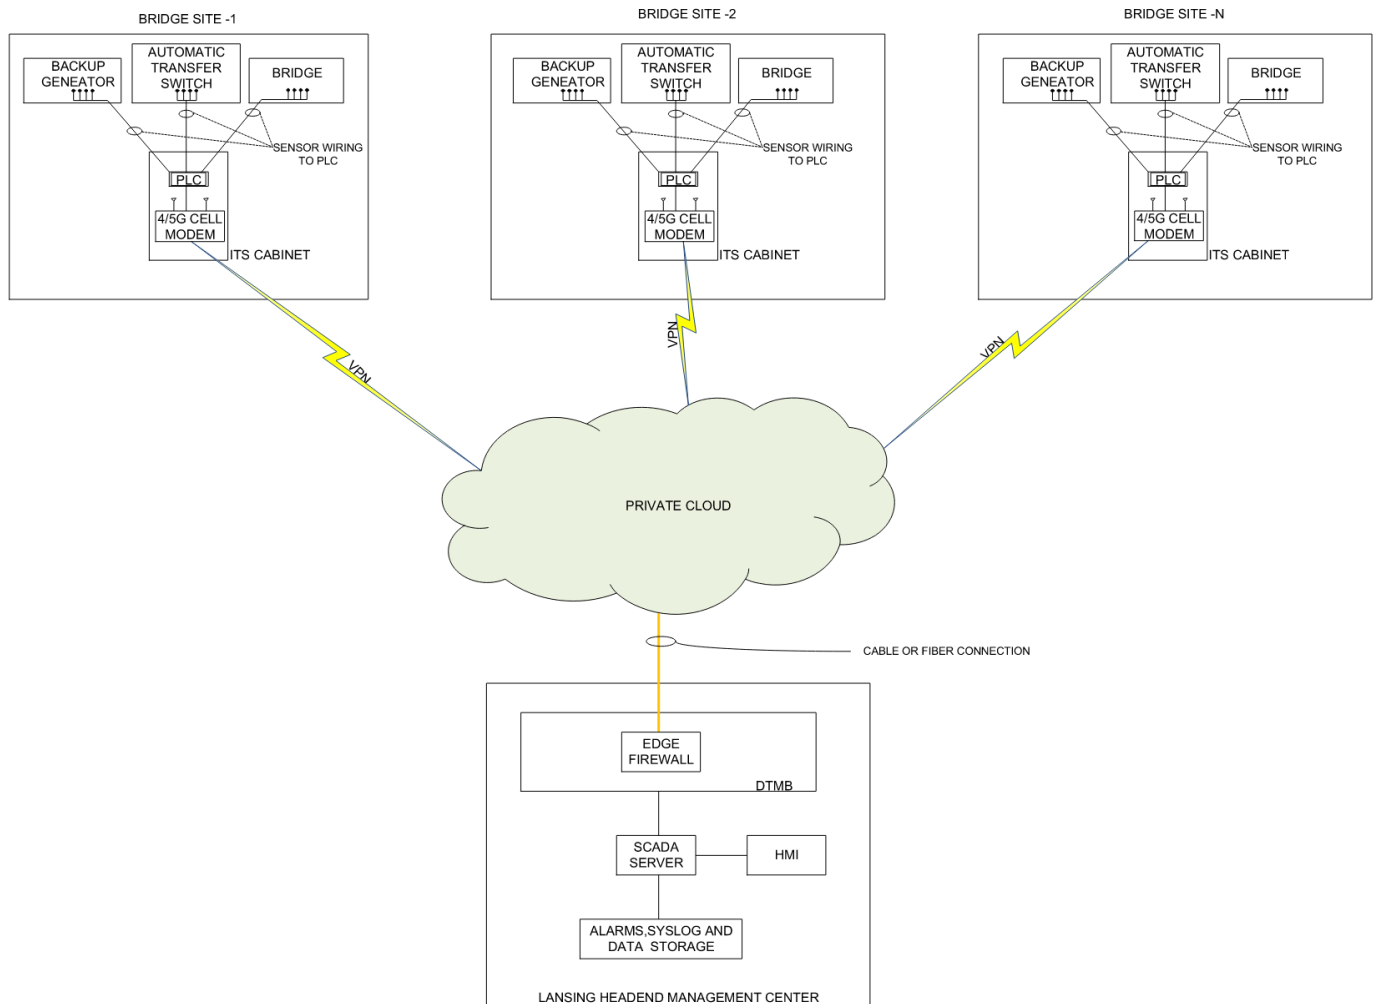 BRIDGE SITE -1
BRIDGE SITE -2
BRIDGE SITE -N
BACKUP
GENEATOR
AUTOMATIC
TRANSFER
SWITCH
BRIDGE
SENSOR WIRING
TO PLC
PLC
4/5G CELL
MODEM
ITS CABINET
BACKUP
GENEATOR
AUTOMATIC
TRANSFER
SWITCH
BRIDGE
SENSOR WIRING
TO PLC
PLC
4/5G CELL
MODEM
ITS CABINET
BACKUP
GENEATOR
AUTOMATIC
TRANSFER
SWITCH
BRIDGE
SENSOR WIRING
TO PLC
PLC
4/5G CELL
MODEM
ITS CABINET
VPN
VPN
VPN
PRIVATE CLOUD
CABLE OR FIBER CONNECTION
EDGE
FIREWALL
DTMB
SCADA
SERVER
HMI
ALARMS,SYSLOG AND
DATA STORAGE
LANSING HEADEND MANAGEMENT CENTER